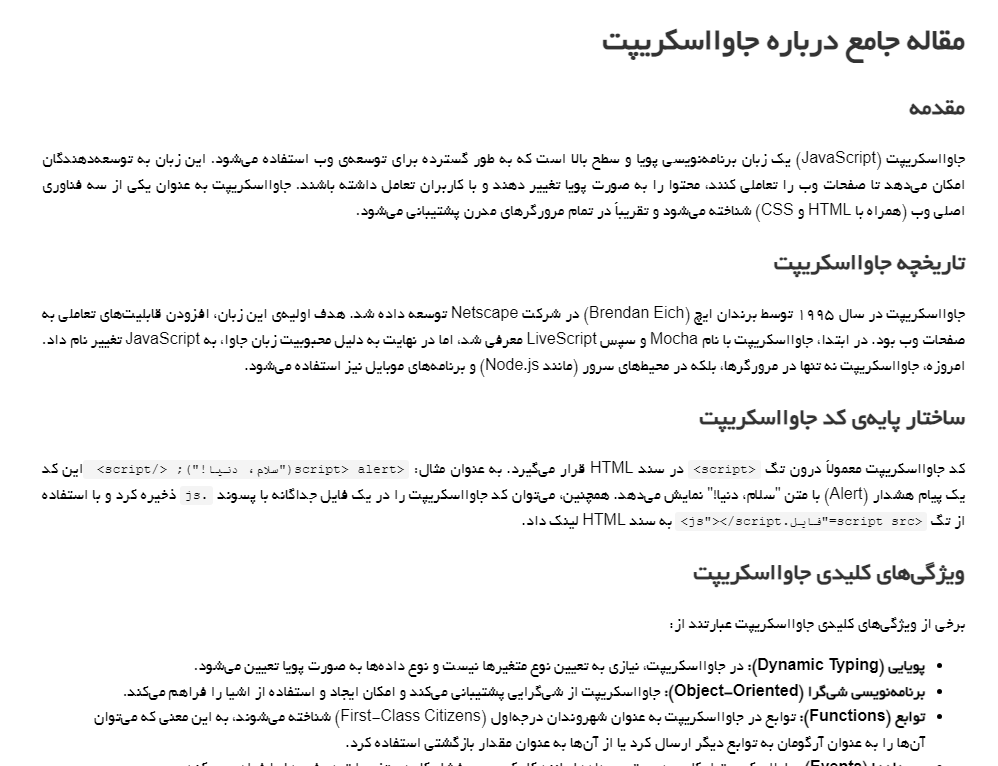 مقاله جامع درباره جاوااسکریپت
مقدمه
جاوااسکریپت (JavaScript) یک زبان برنامه‌نویسی پویا و سطح بالا است که به طور گسترده برای توسعه‌ی وب استفاده می‌شود. این زبان به توسعه‌دهندگان
امکان می‌دهد تا صفحات وب را تعاملی کنند، محتوا را به صورت پویا تغییر دهند و با کاربران تعامل داشته باشند. جاوااسکریپت به عنوان یکی از سه فناوری
اصلی وب (همراه با HTML و CSS) شناخته می‌شود و تقریباً در تمام مرورگرهای مدرن پشتیبانی می‌شود.
تاریخچه جاوااسکریپت
جاوااسکریپت در سال ۱۹۹۵ توسط برندان ایچ (Brendan Eich) در شرکت Netscape توسعه داده شد. هدف اولیه‌ی این زبان، افزودن قابلیت‌های تعاملی به
صفحات وب بود. در ابتدا، جاوااسکریپت با نام Mocha و سپس LiveScript معرفی شد، اما در نهایت به دلیل محبوبیت زبان جاوا، به JavaScript تغییر نام داد.
امروزه، جاوااسکریپت نه تنها در مرورگرها، بلکه در محیط‌های سرور (مانند Node.js) و برنامه‌های موبایل نیز استفاده می‌شود.
ساختار پایه‌ی کد جاوااسکریپت
کد جاوااسکریپت معمولاً درون تگ <script> در سند HTML قرار می‌گیرد. به عنوان مثال: <script> alert("سلام، دنیا!"); </script> این کد
یک پیام هشدار (Alert) با متن "سلام، دنیا!" نمایش می‌دهد. همچنین، می‌توان کد جاوااسکریپت را در یک فایل جداگانه با پسوند .js ذخیره کرد و با استفاده
از تگ <script src="فایل.js"></script> به سند HTML لینک داد.
ویژگی‌های کلیدی جاوااسکریپت
برخی از ویژگی‌های کلیدی جاوااسکریپت عبارتند از:
• پویایی (Dynamic Typing): در جاوااسکریپت، نیازی به تعیین نوع متغیرها نیست و نوع داده‌ها به صورت پویا تعیین می‌شود.
• برنامه‌نویسی شی‌گرا (Object-Oriented): جاوااسکریپت از شی‌گرایی پشتیبانی می‌کند و امکان ایجاد و استفاده از اشیا را فراهم می‌کند.
• توابع (Functions): توابع در جاوااسکریپت به عنوان شهروندان درجه‌اول (First-Class Citizens) شناخته می‌شوند، به این معنی که می‌توان
آن‌ها را به عنوان آرگومان به توابع دیگر ارسال کرد یا از آن‌ها به عنوان مقدار بازگشتی استفاده کرد.